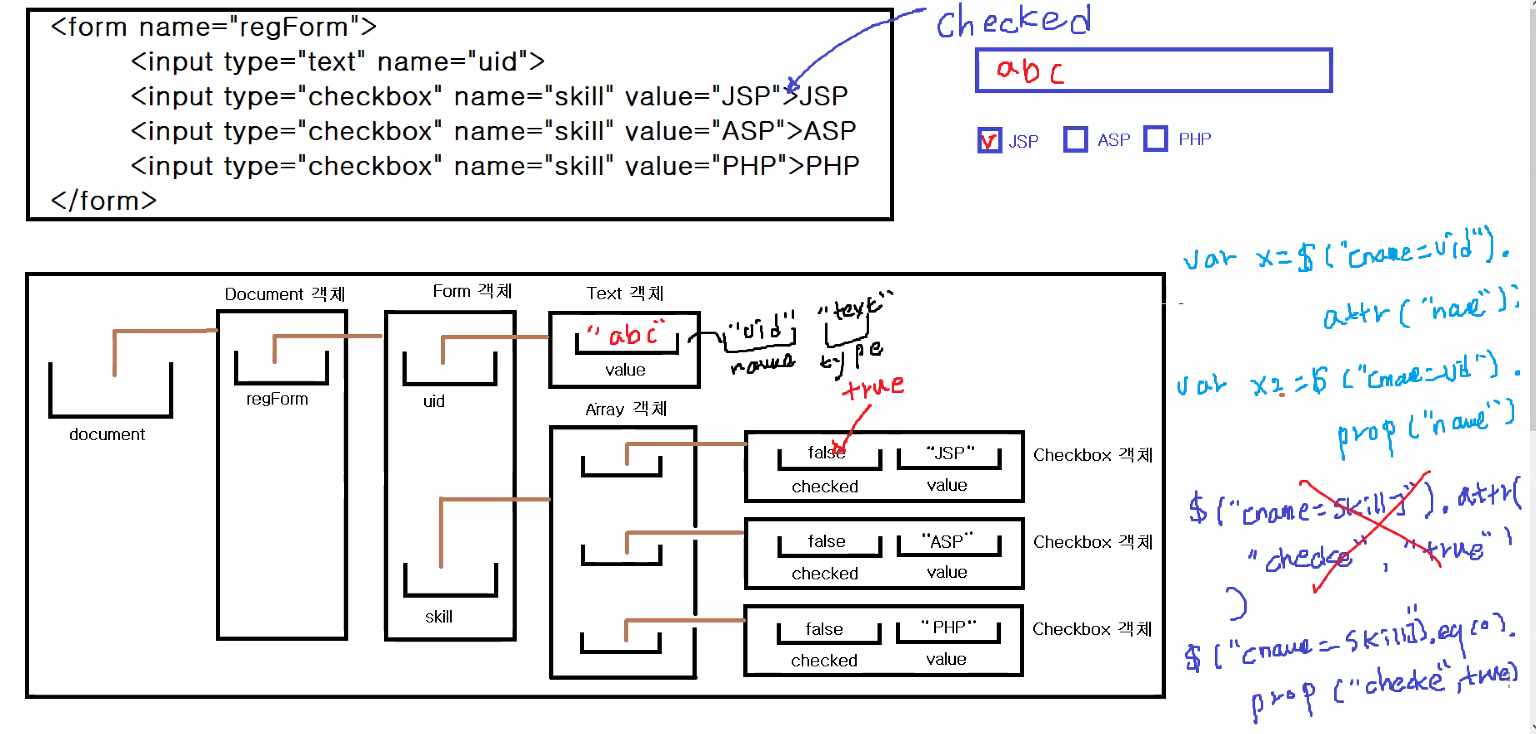 <form name="regForm">
<input type="text" name="uid">
<input type="checkbox" name="skill" value="JSP">JSP
<input type="checkbox" name="skill" value="ASP">ASP
<input type="checkbox" name="skill" value="PHP">PHP
</form>
checked
abc
JSP ASP PHP
Document 객체
Form 객체
Text 객체
"abc"
value
"uid" "text"
name type
true
document
regForm
uid
skill
Array 객체
false "JSP"
checked value
Checkbox 객체
false "ASP"
checked value
Checkbox 객체
false "PHP"
checked value
Checkbox 객체
var x=$("[name=uid").
attr("name");
var x2=$("[name=uid").
prop("name")
$("[name=skill]").attr(
"checke", "true"
)
$("[name=skill]").eq(0).
prop("checke",true)